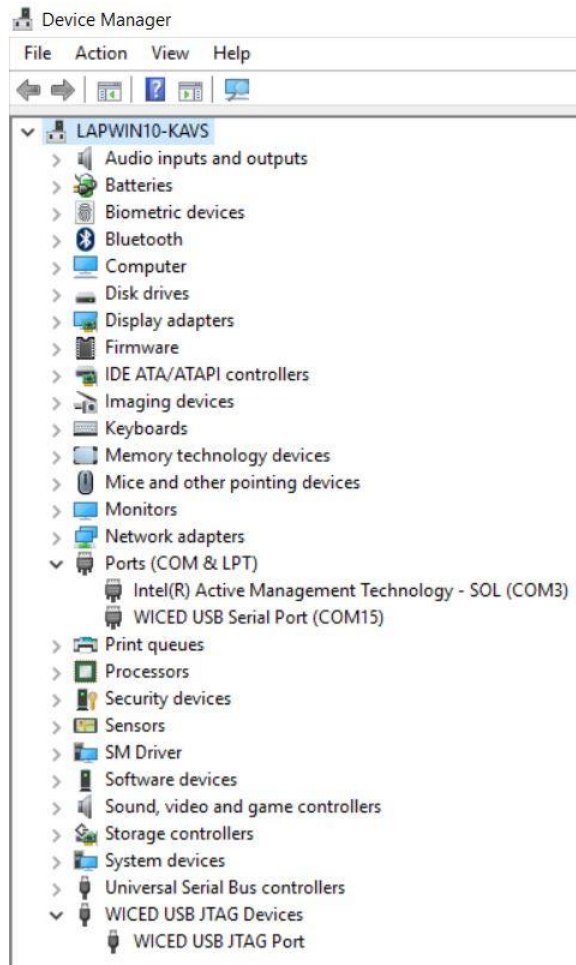 Device Manager
File Action View Help
LAPWIN10-KAVS
Audio inputs and outputs
Batteries
Biometric devices
Bluetooth
Computer
Disk drives
Display adapters
Firmware
IDE ATA/ATAPI controllers
Imaging devices
Keyboards
Memory technology devices
Mice and other pointing devices
Monitors
Network adapters
Ports (COM & LPT)
Intel(R) Active Management Technology - SOL (COM3)
WICED USB Serial Port (COM15)
Print queues
Processors
Security devices
Sensors
SM Driver
Software devices
Sound, video and game controllers
Storage controllers
System devices
Universal Serial Bus controllers
WICED USB JTAG Devices
WICED USB JTAG Port